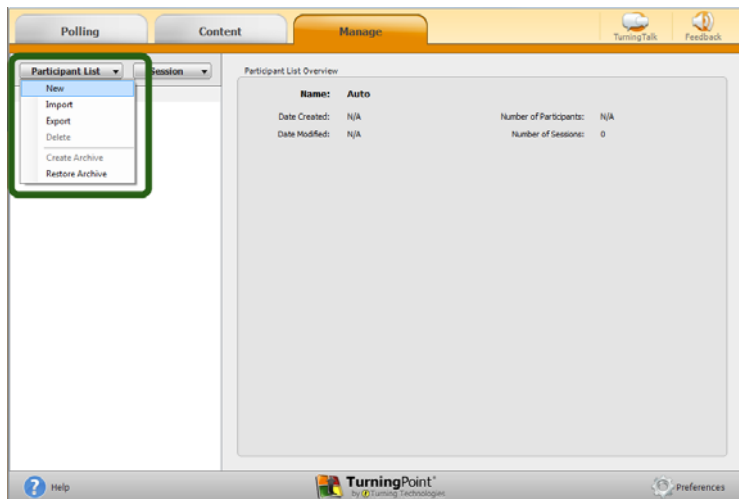 Polling
Content
Manage
TurningTalk
Feedback
Participant List
Session
New
Import
Export
Delete
Create Archive
Restore Archive
Participant List Overview
Name: Auto
Date Created: N/A Number of Participants: N/A
Date Modified: N/A Number of Sessions: 0
Help
TurningPoint
by Turning Technologies
Preferences